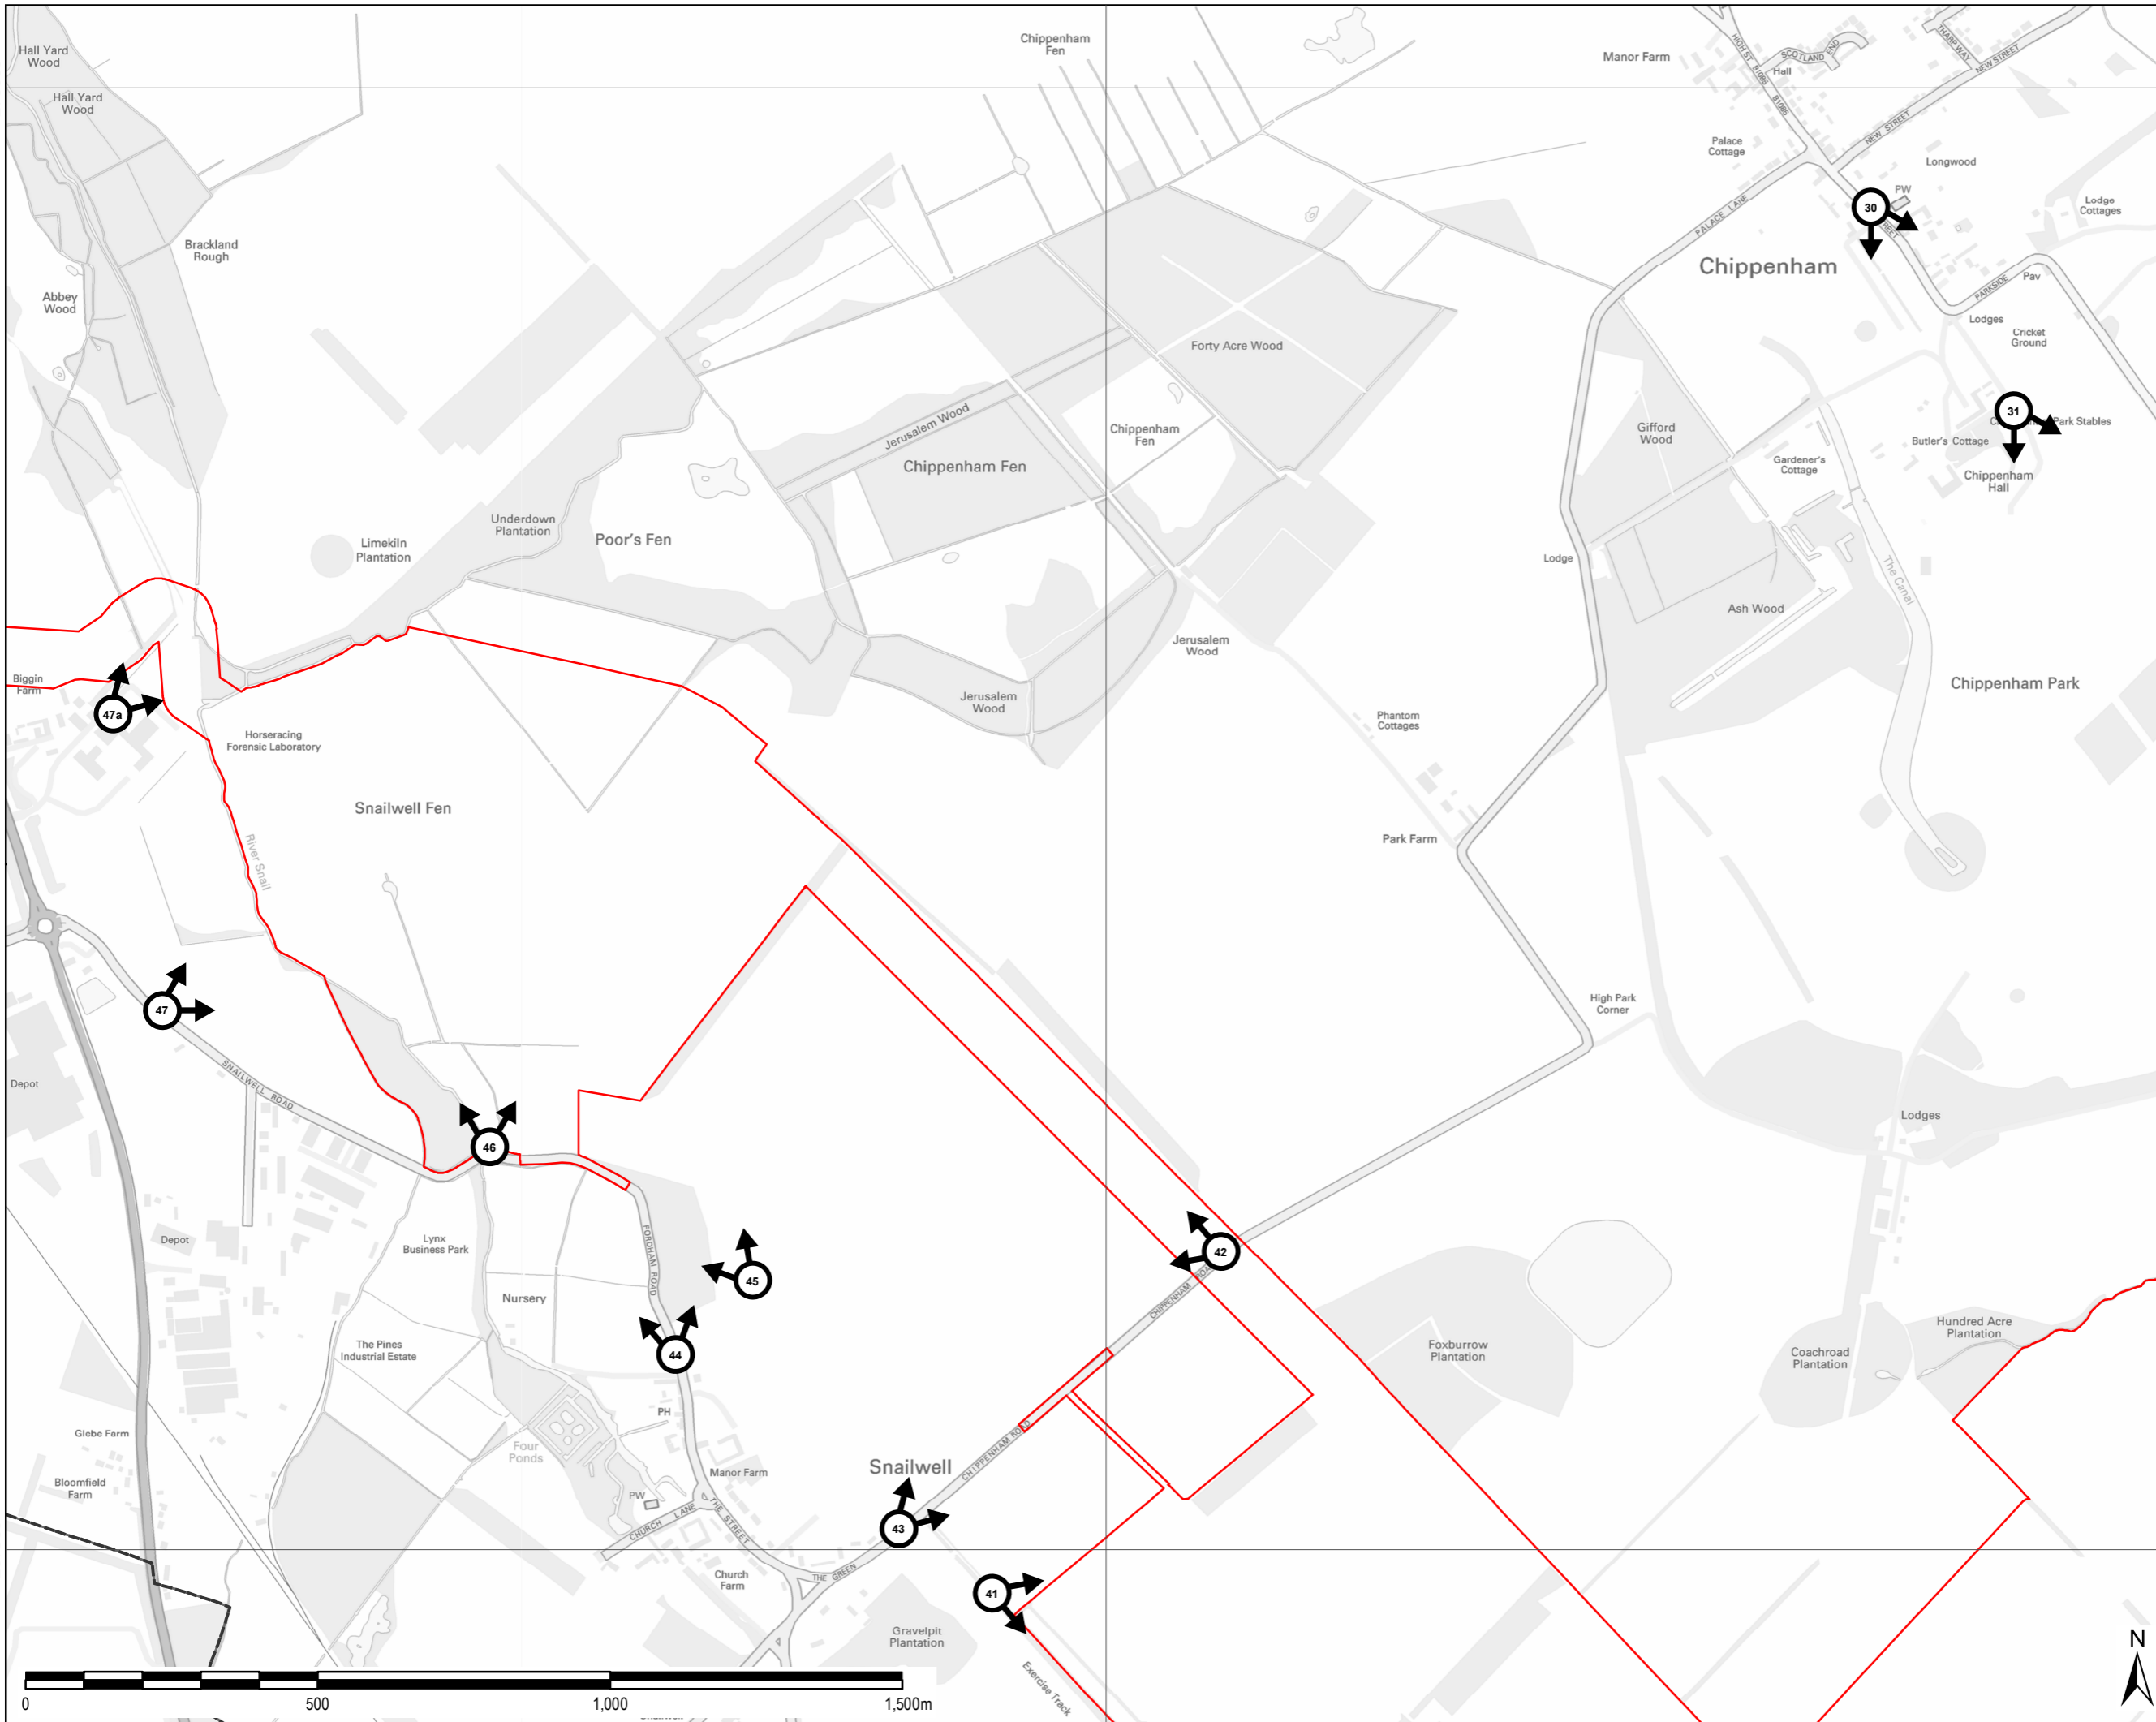 Hall Yard
Wood
Hall Yard
Wood
Chippenham
Fen
Manor Farm
HIGH ST B1085
B1085
SCOTLAND END
Hall
THARP WAY
NEW STREET
NEW STREET
Palace
Cottage
Longwood
PW
Lodge
Cottages
30
PALACE LANE
Chippenham
PARKSIDE
Pav
Lodges
Cricket
Ground
Brackland
Rough
Abbey
Wood
Forty Acre Wood
Jerusalem Wood
Chippenham Fen
Chippenham
Fen
Gifford
Wood
31
Park Stables
Butler's Cottage
Gardener's
Cottage
Chippenham
Hall
Underdown
Plantation
Poor's Fen
Limekiln
Plantation
Lodge
The Canal
Ash Wood
Jerusalem
Wood
Jerusalem
Wood
Chippenham Park
Biggin
Farm
47a
Horseracing
Forensic Laboratory
Phantom
Cottages
Snailwell Fen
River Snail
Park Farm
High Park
Corner
47
Depot
SNAILWELL ROAD
46
Lodges
Depot
Lynx
Business Park
FORDHAM ROAD
45
42
CHIPPENHAM ROAD
Nursery
The Pines
Industrial Estate
44
Foxburrow
Plantation
Hundred Acre
Plantation
Coachroad
Plantation
PH
Globe Farm
Four
Ponds
Manor Farm
Snailwell
CHIPPENHAM ROAD
Bloomfield
Farm
PW
CHURCH LANE
THE STREET
43
THE GREEN
Church
Farm
41
Gravelpit
Plantation
Exercise Track
N
0
500
1,000
1,500m